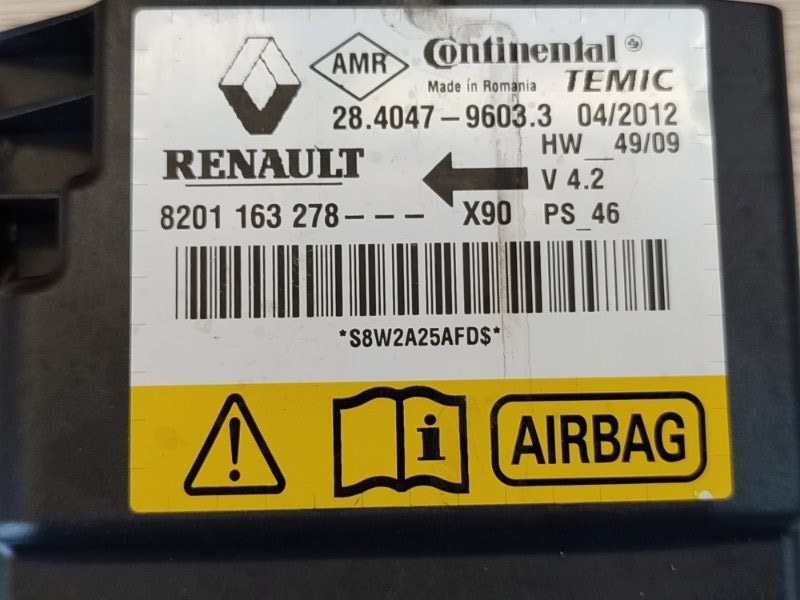 AMR Continental
Made in Romania TEMIC
28.4047-9603.3 04/2012
HW__49/09
RENAULT
V 4.2
8201 163 278--- X90 PS_46
*S8W2A25AFD$*
i AIRBAG